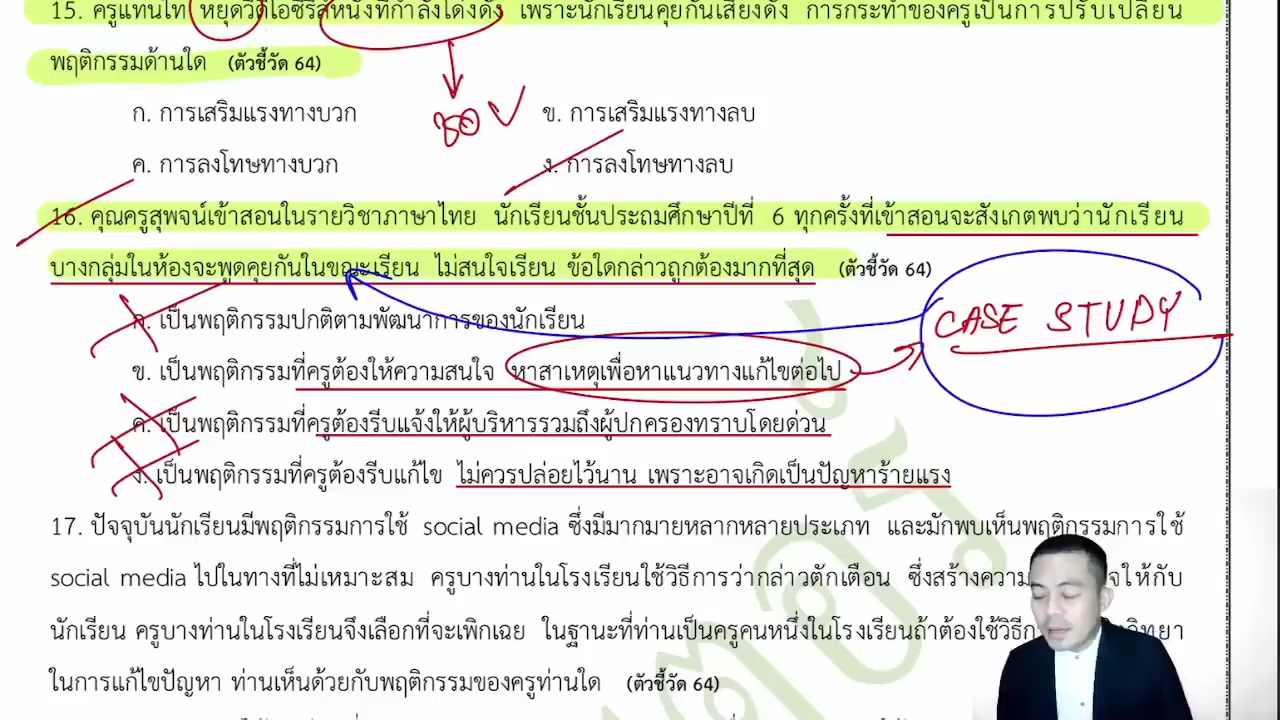 15. ครูแทนไท หยุดวิดีโอซีรีส์หนังที่กำลังโด่งดัง เพราะนักเรียนคุยกันเสียงดัง การกระทำของครูเป็นการปรับเปลี่ยน
พฤติกรรมด้านใด (ตัวชี้วัด 64)
ก. การเสริมแรงทางบวก ข. การเสริมแรงทางลบ
ชอบ
ค. การลงโทษทางบวก ง. การลงโทษทางลบ
16. คุณครูสุพจน์เข้าสอนในรายวิชาภาษาไทย นักเรียนชั้นประถมศึกษาปีที่ 6 ทุกครั้งที่เข้าสอนจะสังเกตพบว่านักเรียน
บางกลุ่มในห้องจะพูดคุยกันในขณะเรียน ไม่สนใจเรียน ข้อใดกล่าวถูกต้องมากที่สุด (ตัวชี้วัด 64)
ก. เป็นพฤติกรรมปกติตามพัฒนาการของนักเรียน
CASE STUDY
ข. เป็นพฤติกรรมที่ครูต้องให้ความสนใจ หาสาเหตุเพื่อหาแนวทางแก้ไขต่อไป
ค. เป็นพฤติกรรมที่ครูต้องรีบแจ้งให้ผู้บริหารรวมถึงผู้ปกครองทราบโดยด่วน
ง. เป็นพฤติกรรมที่ครูต้องรีบแก้ไข ไม่ควรปล่อยไว้นาน เพราะอาจเกิดเป็นปัญหาร้ายแรง
17. ปัจจุบันนักเรียนมีพฤติกรรมการใช้ social media ซึ่งมีมากมายหลากหลายประเภท และมักพบเห็นพฤติกรรมการใช้
social media ไปในทางที่ไม่เหมาะสม ครูบางท่านในโรงเรียนใช้วิธีการว่ากล่าวตักเตือน ซึ่งสร้างความ ให้กับ
นักเรียน ครูบางท่านในโรงเรียนจึงเลือกที่จะเพิกเฉย ในฐานะที่ท่านเป็นครูคนหนึ่งในโรงเรียนถ้าต้องใช้วิธี
ในการแก้ไขปัญหา ท่านเห็นด้วยกับพฤติกรรมของครูท่านใด (ตัวชี้วัด 64)